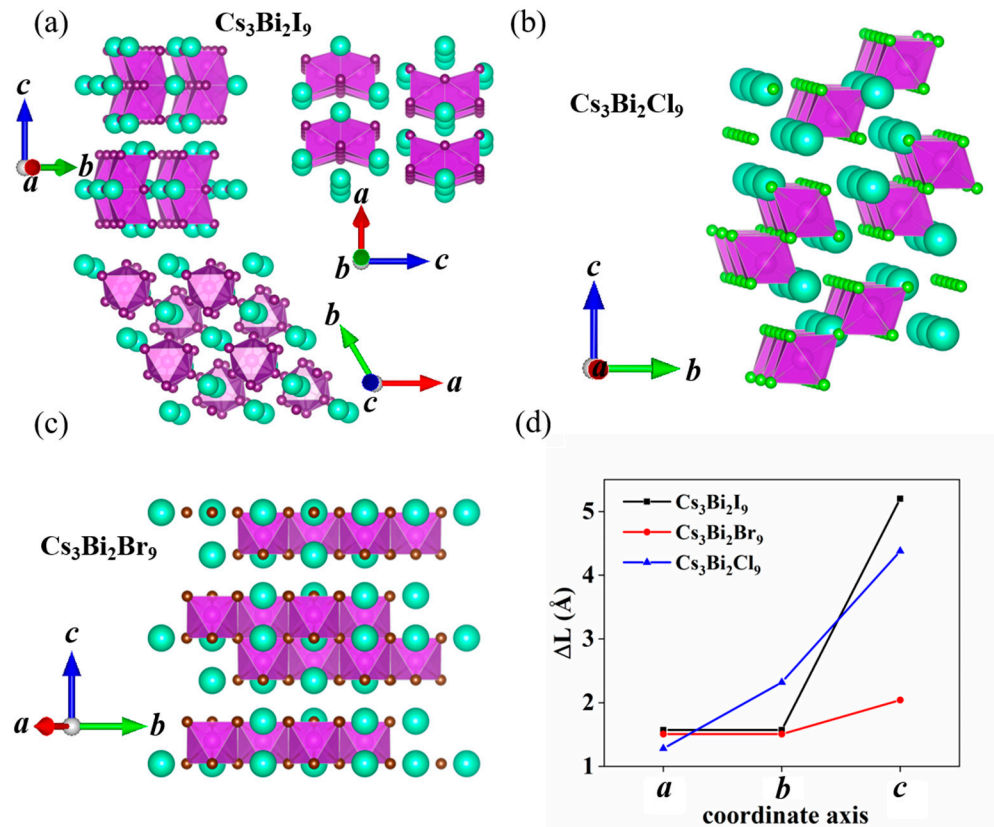 (a)
Cs₃Bi₂I₉
c
a
b
a
b
c
b
c
a
(b)
Cs₃Bi₂Cl₉
c
a
b
(c)
Cs₃Bi₂Br₉
c
a
b
(d)
Cs₃Bi₂I₉
Cs₃Bi₂Br₉
Cs₃Bi₂Cl₉
5
4
3
2
1
ΔL (Å)
a b c
coordinate axis